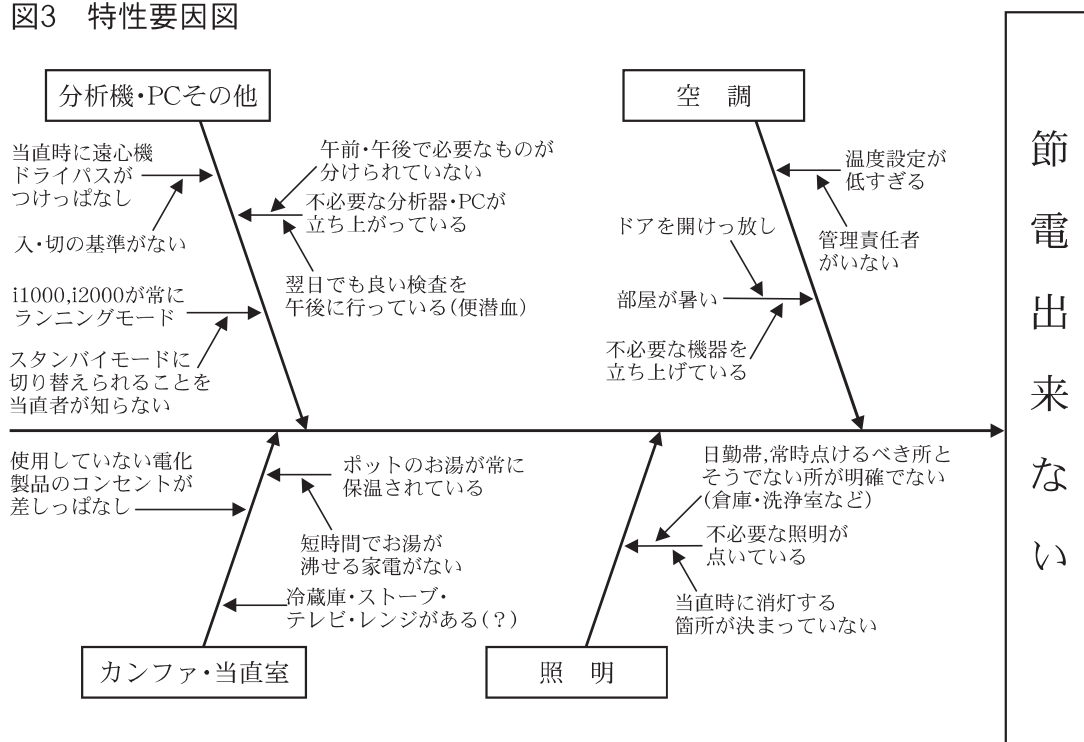 図3 特性要因図
分析機・PCその他
当直時に遠心機
ドライパスが
つけっぱなし
入・切の基準がない
午前・午後で必要なものが
分けられていない
不必要な分析器・PCが
立ち上がっている
翌日でも良い検査を
午後に行っている(便潜血)
i1000,i2000が常に
ランニングモード
スタンバイモードに
切り替えられることを
当直者が知らない
空 調
温度設定が
低すぎる
管理責任者
がいない
ドアを開けっ放し
部屋が暑い
不必要な機器を
立ち上げている
節電出来ない
使用していない電化
製品のコンセントが
差しっぱなし
ポットのお湯が常に
保温されている
短時間でお湯が
沸せる家電がない
冷蔵庫・ストーブ・
テレビ・レンジがある(?)
カンファ・当直室
日勤帯,常時点けるべき所と
そうでない所が明確でない
(倉庫・洗浄室など)
不必要な照明が
点いている
当直時に消灯する
箇所が決まっていない
照 明